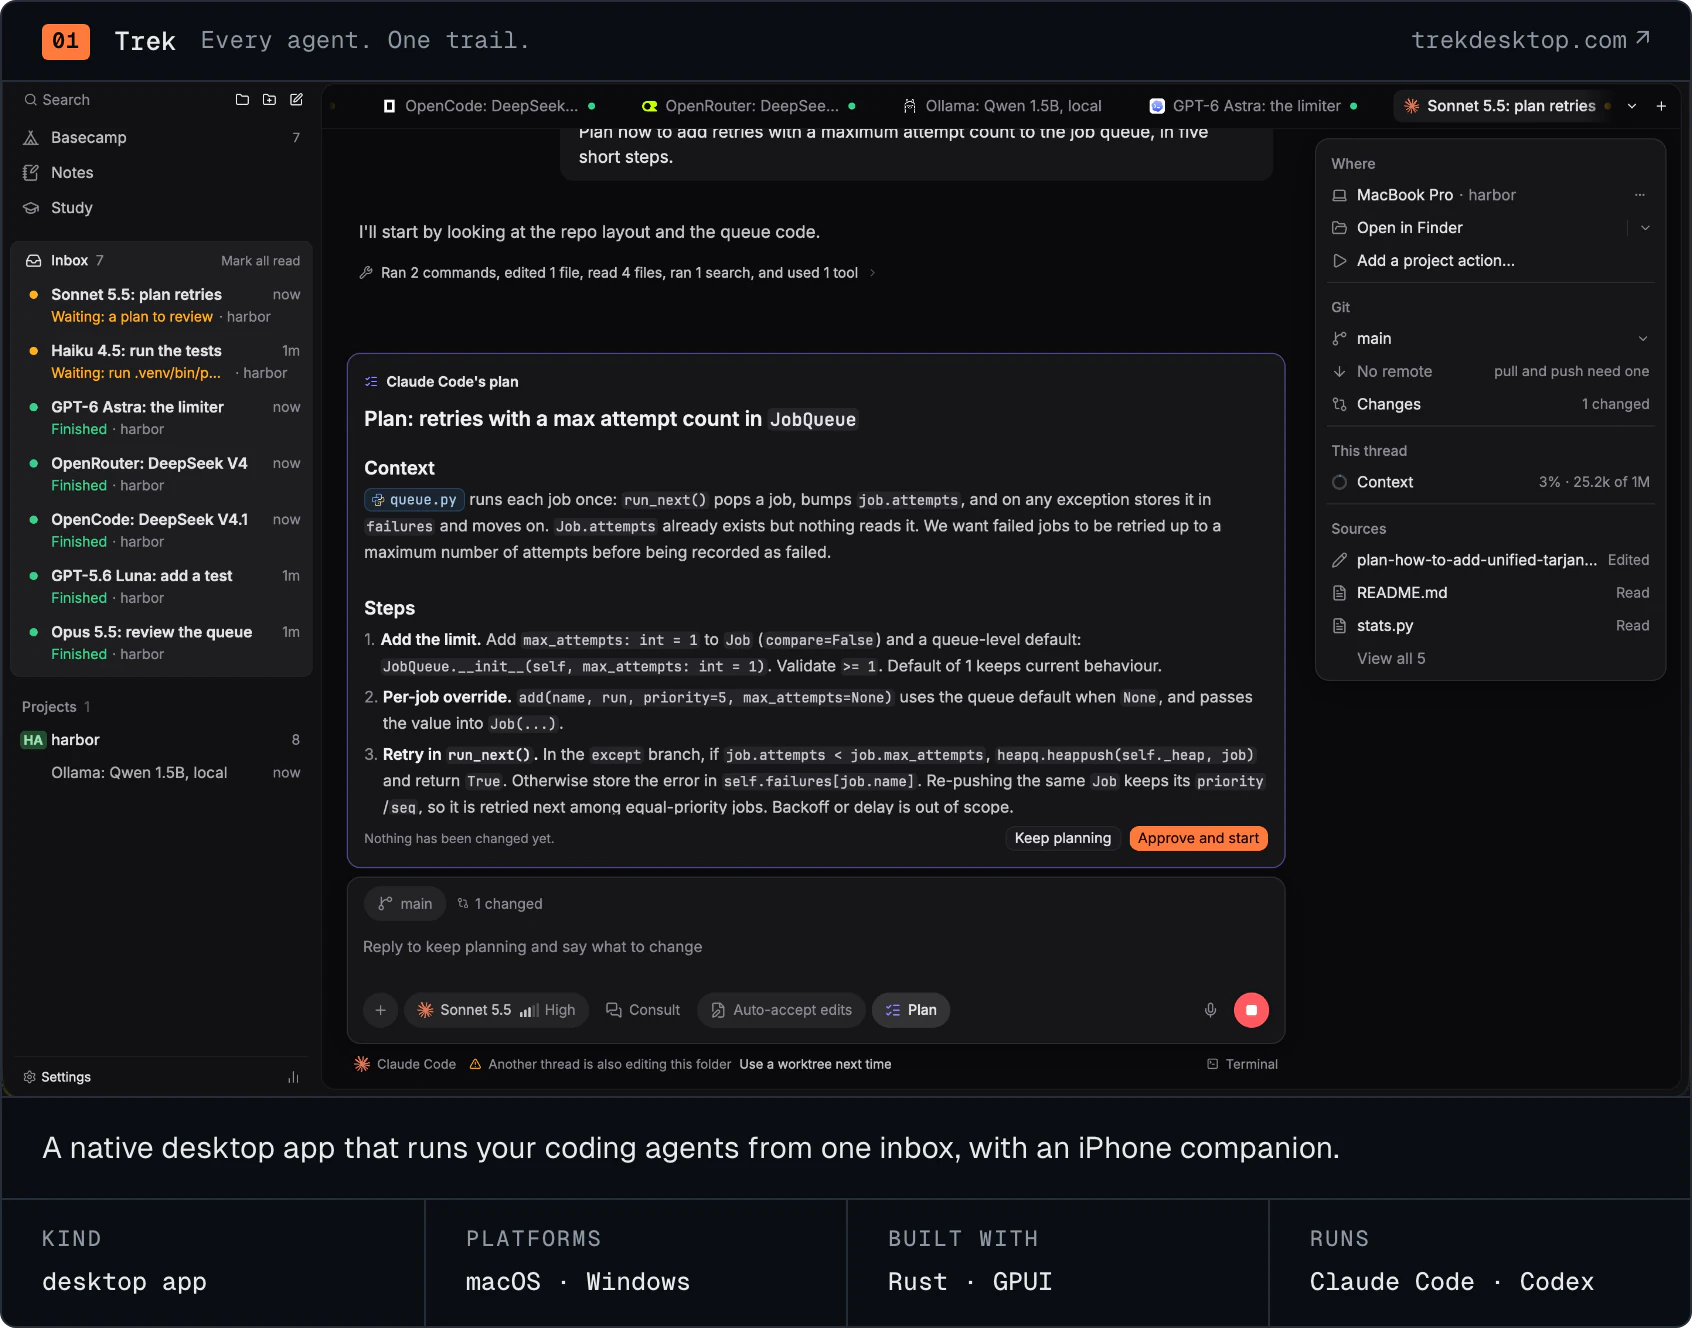 01 Trek Every agent. One trail. trekdesktop.com
Search
Basecamp 7
Notes
Study
Inbox 7 Mark all read
Sonnet 5.5: plan retries now
Waiting: a plan to review · harbor
Haiku 4.5: run the tests 1m
Waiting: run .venv/bin/p... · harbor
GPT-6 Astra: the limiter now
Finished · harbor
OpenRouter: DeepSeek V4 now
Finished · harbor
OpenCode: DeepSeek V4.1 now
Finished · harbor
GPT-5.6 Luna: add a test 1m
Finished · harbor
Opus 5.5: review the queue 1m
Finished · harbor
Projects 1
HA harbor 8
Ollama: Qwen 1.5B, local now
Settings
OpenCode: DeepSeek... OpenRouter: DeepSee... Ollama: Qwen 1.5B, local GPT-6 Astra: the limiter Sonnet 5.5: plan retries
Plan how to add retries with a maximum attempt count to the job queue, in five
short steps.
I'll start by looking at the repo layout and the queue code.
Ran 2 commands, edited 1 file, read 4 files, ran 1 search, and used 1 tool
Claude Code's plan
Plan: retries with a max attempt count in JobQueue
Context
queue.py runs each job once: run_next() pops a job, bumps job.attempts, and on any exception stores it in
failures and moves on. Job.attempts already exists but nothing reads it. We want failed jobs to be retried up to a
maximum number of attempts before being recorded as failed.
Steps
1. Add the limit. Add max_attempts: int = 1 to Job (compare=False) and a queue-level default:
JobQueue.__init__(self, max_attempts: int = 1). Validate >= 1. Default of 1 keeps current behaviour.
2. Per-job override. add(name, run, priority=5, max_attempts=None) uses the queue default when None, and passes
the value into Job(...).
3. Retry in run_next(). In the except branch, if job.attempts < job.max_attempts, heapq.heappush(self._heap, job)
and return True. Otherwise store the error in self.failures[job.name]. Re-pushing the same Job keeps its priority
/seq, so it is retried next among equal-priority jobs. Backoff or delay is out of scope.
Nothing has been changed yet. Keep planning Approve and start
main 1 changed
Reply to keep planning and say what to change
Sonnet 5.5 High Consult Auto-accept edits Plan
Claude Code Another thread is also editing this folder Use a worktree next time Terminal
Where
MacBook Pro · harbor
Open in Finder
Add a project action...
Git
main
No remote pull and push need one
Changes 1 changed
This thread
Context 3% · 25.2k of 1M
Sources
plan-how-to-add-unified-tarjan... Edited
README.md Read
stats.py Read
View all 5
A native desktop app that runs your coding agents from one inbox, with an iPhone companion.
KIND
desktop app
PLATFORMS
macOS · Windows
BUILT WITH
Rust · GPUI
RUNS
Claude Code · Codex